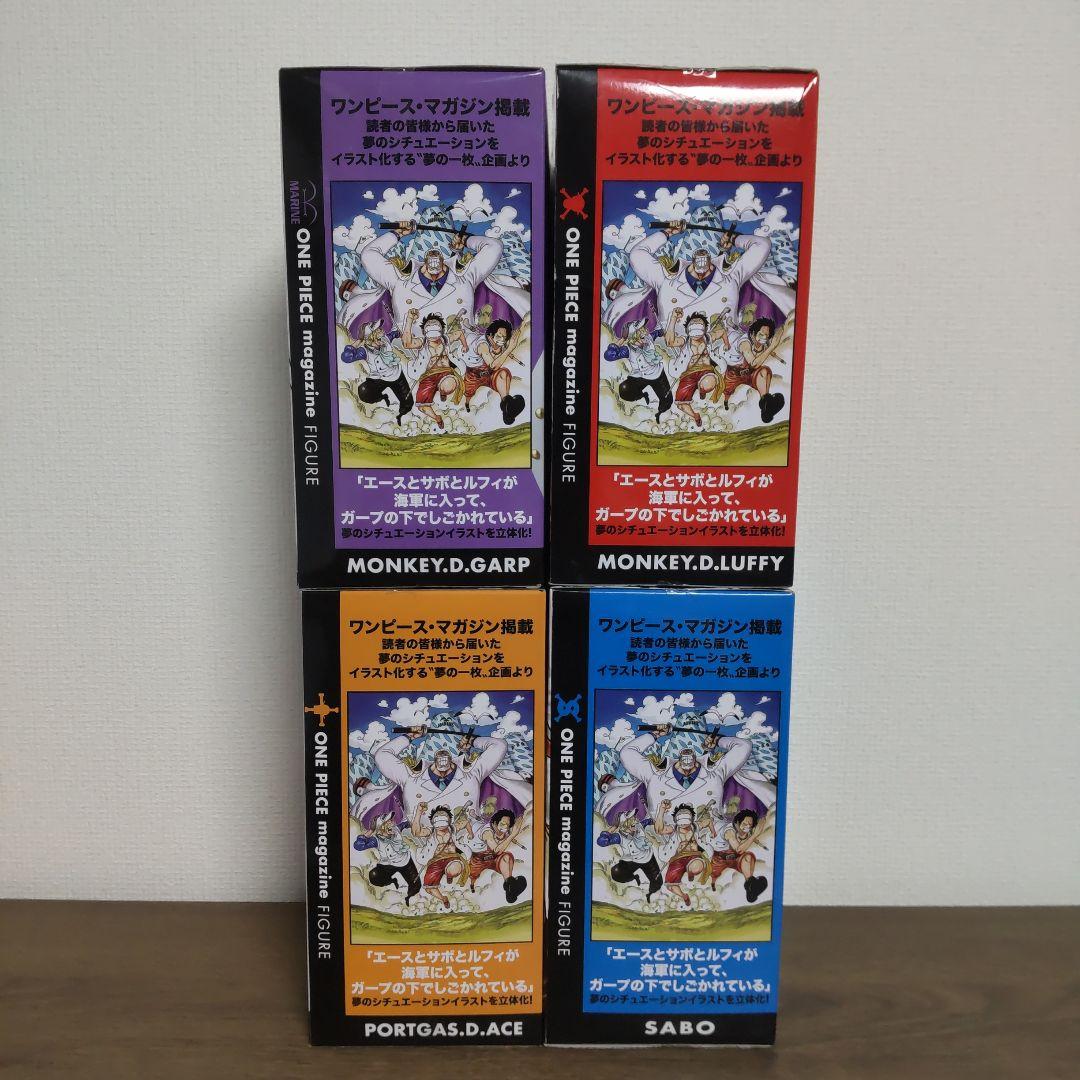 ワンピース・マガジン掲載
読者の皆様から届いた
夢のシチュエーションを
イラスト化する〝夢の一枚〟企画より
MARINE
ONE PIECE magazine FIGURE
「エースとサボとルフィが
海軍に入って、
ガープの下でしごかれている」
夢のシチュエーションイラストを立体化!
MONKEY.D.GARP
ワンピース・マガジン掲載
読者の皆様から届いた
夢のシチュエーションを
イラスト化する〝夢の一枚〟企画より
ONE PIECE magazine FIGURE
「エースとサボとルフィが
海軍に入って、
ガープの下でしごかれている」
夢のシチュエーションイラストを立体化!
MONKEY.D.LUFFY
ワンピース・マガジン掲載
読者の皆様から届いた
夢のシチュエーションを
イラスト化する〝夢の一枚〟企画より
ONE PIECE magazine FIGURE
「エースとサボとルフィが
海軍に入って、
ガープの下でしごかれている」
夢のシチュエーションイラストを立体化!
PORTGAS.D.ACE
ワンピース・マガジン掲載
読者の皆様から届いた
夢のシチュエーションを
イラスト化する〝夢の一枚〟企画より
ONE PIECE magazine FIGURE
「エースとサボとルフィが
海軍に入って、
ガープの下でしごかれている」
夢のシチュエーションイラストを立体化!
SABO